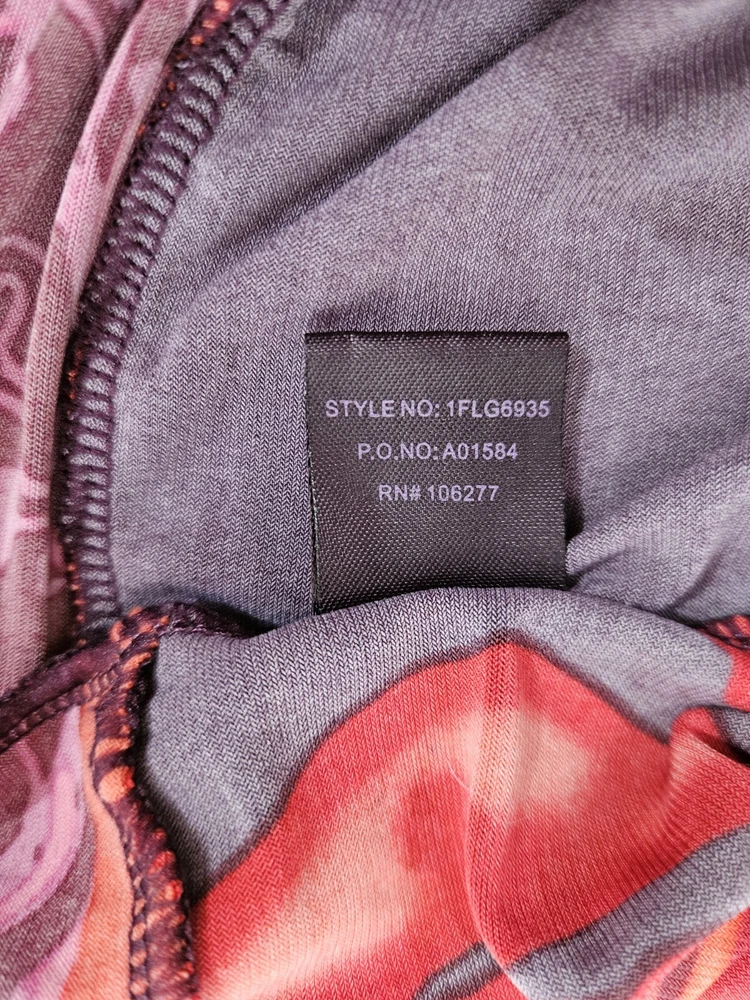 STYLE NO: 1FLG6935
P.O.NO: A01584
RN# 106277